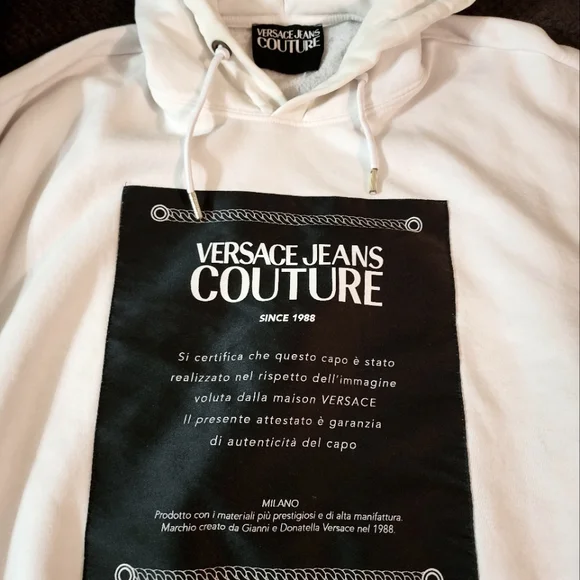 VERSACE JEANS
COUTURE
VERSACE JEANS
COUTURE
SINCE 1988
Si certifica che questo capo è stato
realizzato nel rispetto dell'immagine
voluta dalla maison VERSACE
Il presente attestato è garanzia
di autenticità del capo
MILANO
Prodotto con i materiali più prestigiosi e di alta manifattura.
Marchio creato da Gianni e Donatella Versace nel 1988.